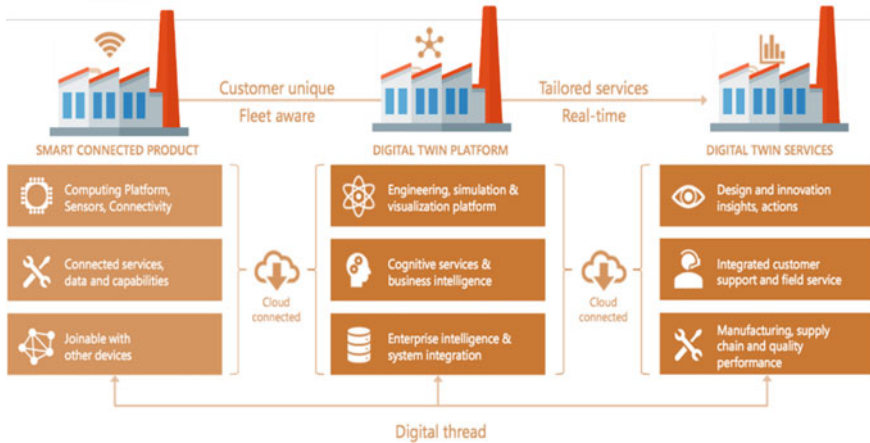 Customer unique
Fleet aware
Tailored services
Real-time
SMART CONNECTED PRODUCT
DIGITAL TWIN PLATFORM
DIGITAL TWIN SERVICES
Computing Platform,
Sensors, Connectivity
Connected services,
data and capabilities
Joinable with
other devices
Cloud
connected
Engineering, simulation &
visualization platform
Cognitive services &
business intelligence
Enterprise intelligence &
system integration
Cloud
connected
Design and innovation
insights, actions
Integrated customer
support and field service
Manufacturing, supply
chain and quality
performance
Digital thread